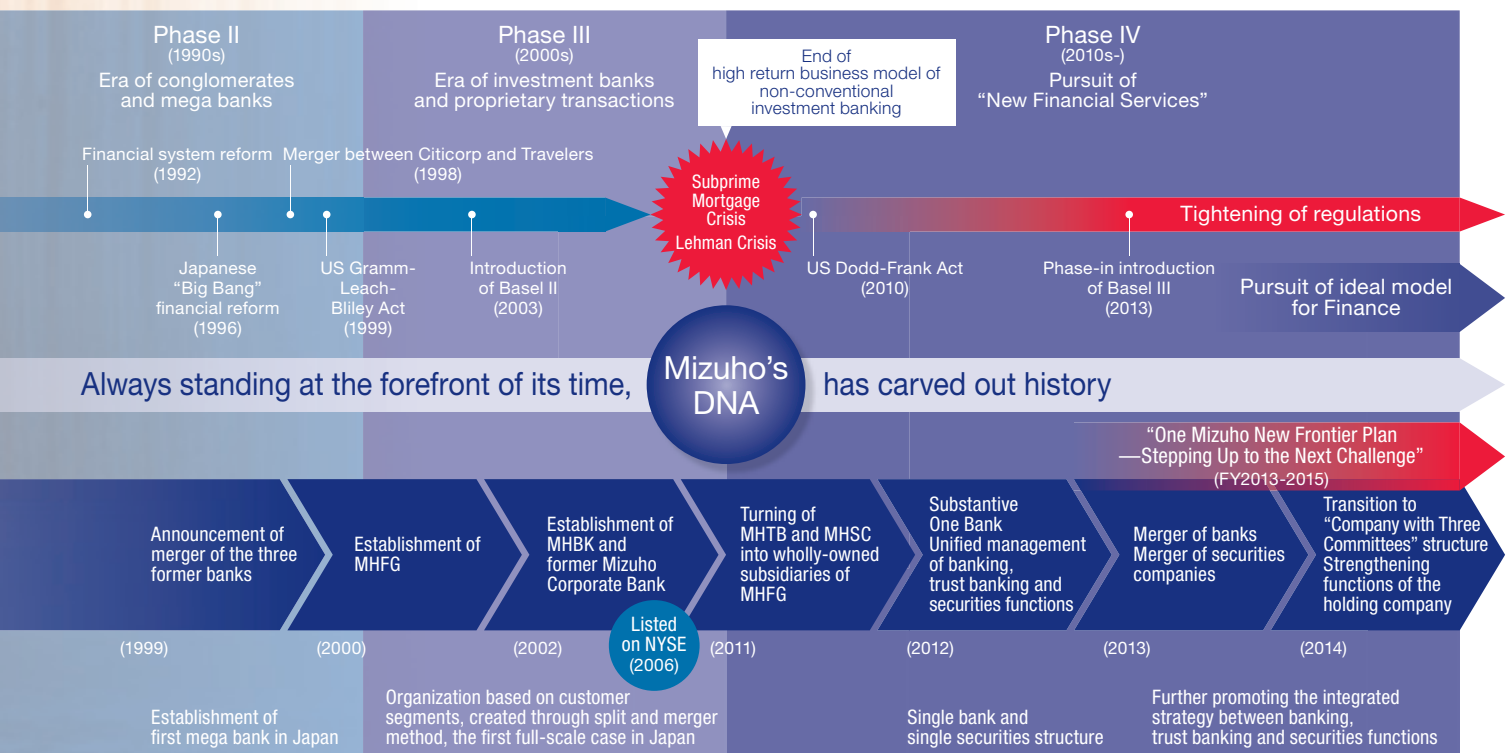 Phase II
(1990s)
Era of conglomerates
and mega banks
Phase III
(2000s)
Era of investment banks
and proprietary transactions
End of
high return business model of
non-conventional
investment banking
Phase IV
(2010s-)
Pursuit of
“New Financial Services”
Financial system reform
(1992)
Merger between Citicorp and Travelers
(1998)
Subprime
Mortgage
Crisis
Lehman Crisis
Tightening of regulations
Japanese
“Big Bang”
financial reform
(1996)
US Gramm-
Leach-
Bliley Act
(1999)
Introduction
of Basel II
(2003)
US Dodd-Frank Act
(2010)
Phase-in introduction
of Basel III
(2013)
Pursuit of ideal model
for Finance
Always standing at the forefront of its time,
Mizuho’s
DNA
has carved out history
“One Mizuho New Frontier Plan
—Stepping Up to the Next Challenge”
(FY2013-2015)
Announcement of
merger of the three
former banks
Establishment of
MHFG
Establishment of
MHBK and
former Mizuho
Corporate Bank
Turning of
MHTB and MHSC
into wholly-owned
subsidiaries of
MHFG
Substantive
One Bank
Unified management
of banking,
trust banking and
securities functions
Merger of banks
Merger of securities
companies
Transition to
“Company with Three
Committees” structure
Strengthening
functions of the
holding company
Listed
on NYSE
(2006)
(1999)
(2000)
(2002)
(2011)
(2012)
(2013)
(2014)
Establishment of
first mega bank in Japan
Organization based on customer
segments, created through split and merger
method, the first full-scale case in Japan
Single bank and
single securities structure
Further promoting the integrated
strategy between banking,
trust banking and securities functions